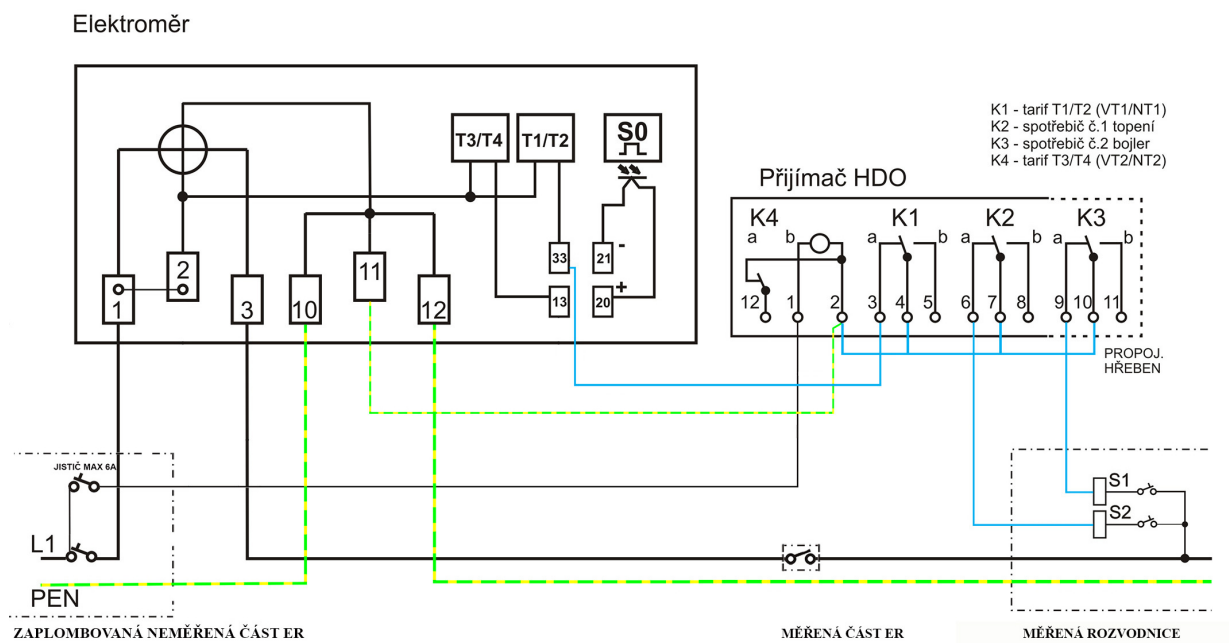 Elektroměr
K1 - tarif T1/T2 (VT1/NT1)
K2 - spotřebič č.1 topení
K3 - spotřebič č.2 bojler
K4 - tarif T3/T4 (VT2/NT2)
T3/T4 T1/T2 S0
Přijímač HDO
K4 K1 K2 K3
a b a b a b a b
33 21 -
13 20 +
1 2 3 10 11 12
12 1 2 3 4 5 6 7 8 9 10 11
PROPOJ.
HŘEBEN
JISTIČ MAX 6A
S1
S2
L1
PEN
ZAPLOMBOVANÁ NEMĚŘENÁ ČÁST ER MĚŘENÁ ČÁST ER MĚŘENÁ ROZVODNICE